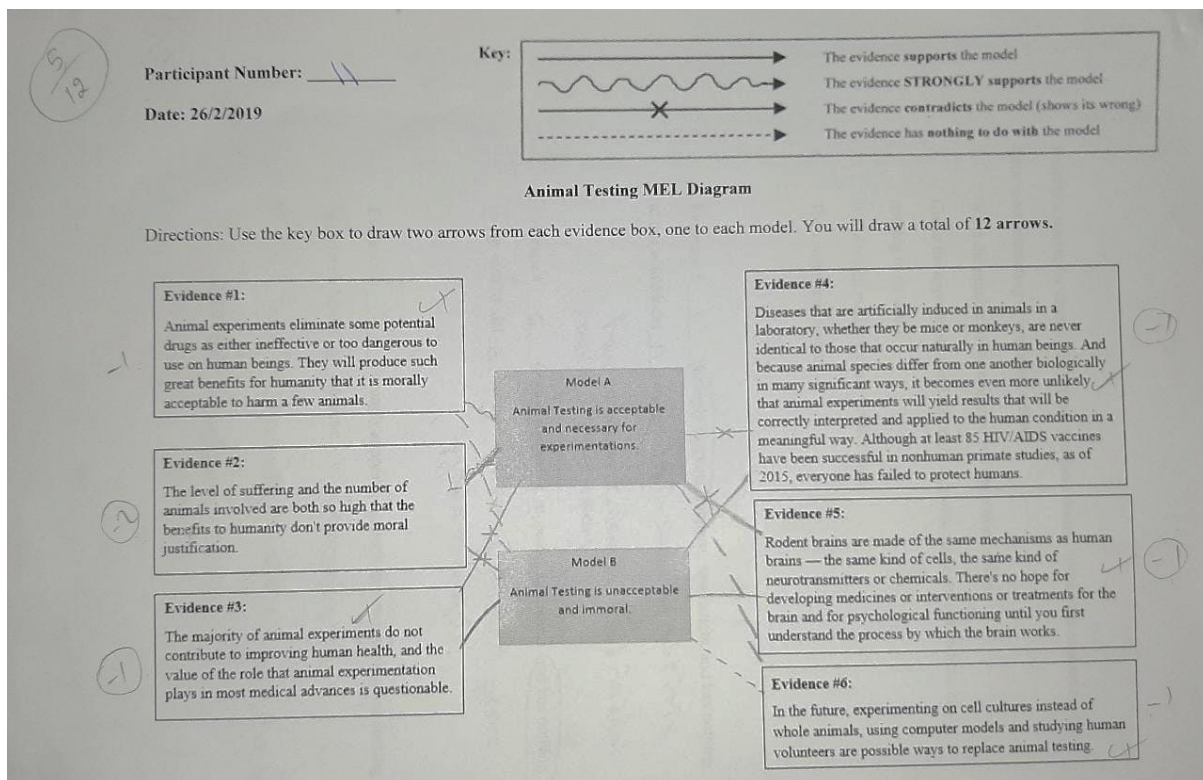 5/12
Participant Number: 11
Date: 26/2/2019
Key:
The evidence supports the model
The evidence STRONGLY supports the model
The evidence contradicts the model (shows its wrong)
The evidence has nothing to do with the model
Animal Testing MEL Diagram
Directions: Use the key box to draw two arrows from each evidence box, one to each model. You will draw a total of 12 arrows.
Evidence #1:
Animal experiments eliminate some potential
drugs as either ineffective or too dangerous to
use on human beings. They will produce such
great benefits for humanity that it is morally
acceptable to harm a few animals.
-1
Evidence #2:
The level of suffering and the number of
animals involved are both so high that the
benefits to humanity don't provide moral
justification.
-2
Evidence #3:
The majority of animal experiments do not
contribute to improving human health, and the
value of the role that animal experimentation
plays in most medical advances is questionable.
-1
Model A
Animal Testing is acceptable
and necessary for
experimentations.
Model B
Animal Testing is unacceptable
and immoral.
Evidence #4:
Diseases that are artificially induced in animals in a
laboratory, whether they be mice or monkeys, are never
identical to those that occur naturally in human beings. And
because animal species differ from one another biologically
in many significant ways, it becomes even more unlikely
that animal experiments will yield results that will be
correctly interpreted and applied to the human condition in a
meaningful way. Although at least 85 HIV/AIDS vaccines
have been successful in nonhuman primate studies, as of
2015, everyone has failed to protect humans.
-1
Evidence #5:
Rodent brains are made of the same mechanisms as human
brains — the same kind of cells, the same kind of
neurotransmitters or chemicals. There's no hope for
developing medicines or interventions or treatments for the
brain and for psychological functioning until you first
understand the process by which the brain works.
-1
Evidence #6:
In the future, experimenting on cell cultures instead of
whole animals, using computer models and studying human
volunteers are possible ways to replace animal testing.
-1